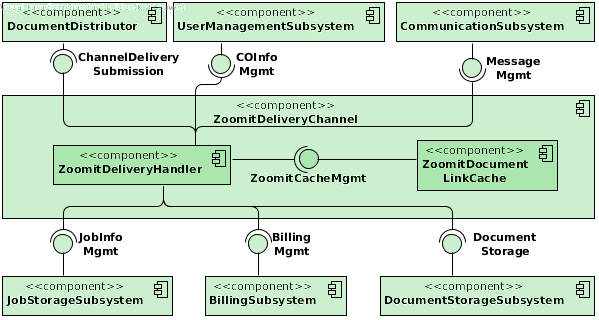 <<component>>
DocumentDistributor
<<component>>
UserManagementSubsystem
<<component>>
CommunicationSubsystem
ChannelDelivery
Submission
COInfo
Mgmt
Message
Mgmt
<<component>>
ZoomitDeliveryChannel
<<component>>
ZoomitDeliveryHandler
ZoomitCacheMgmt
<<component>>
ZoomitDocument
LinkCache
JobInfo
Mgmt
Billing
Mgmt
Document
Storage
<<component>>
JobStorageSubsystem
<<component>>
BillingSubsystem
<<component>>
DocumentStorageSubsystem